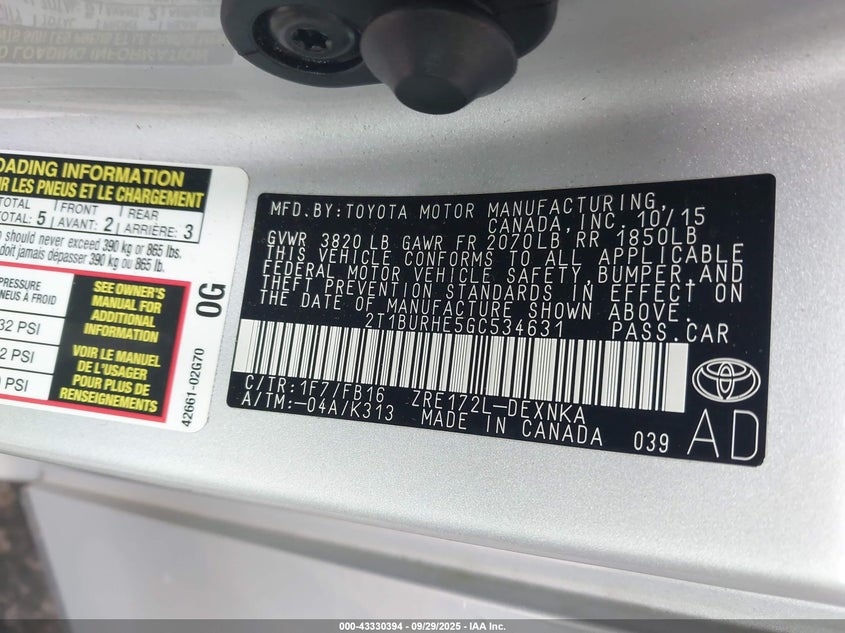 OADING INFORMATION
R LES PNEUS ET LE CHARGEMENT
TOTAL FRONT REAR
TOTAL: 5 AVANT: 2 ARRIÈRE: 3
should never exceed 390 kg or 865 lbs.
doit jamais dépasser 390 kg ou 865 lb.
PRESSURE
NEUS À FROID
32 PSI
2 PSI
PSI
SEE OWNER'S
MANUAL FOR
ADDITIONAL
INFORMATION
VOIR LE MANUEL
DE L'USAGER
POUR PLUS DE
RENSEIGNEMENTS
0G
42661-02G70
MFD.BY:TOYOTA MOTOR MANUFACTURING,
CANADA,INC. 10/15
GVWR 3820 LB GAWR FR 2070LB RR 1850LB
THIS VEHICLE CONFORMS TO ALL APPLICABLE
FEDERAL MOTOR VEHICLE SAFETY, BUMPER, AND
THEFT PREVENTION STANDARDS IN EFFECT ON
THE DATE OF MANUFACTURE SHOWN ABOVE.
2T1BURHE5GC534631 PASS.CAR
C/TR:1F7/FB16 ZRE172L-DEXNKA
A/TM:-04A/K313 MADE IN CANADA 039
AD
000-43330394 - 09/29/2025 - IAA Inc.